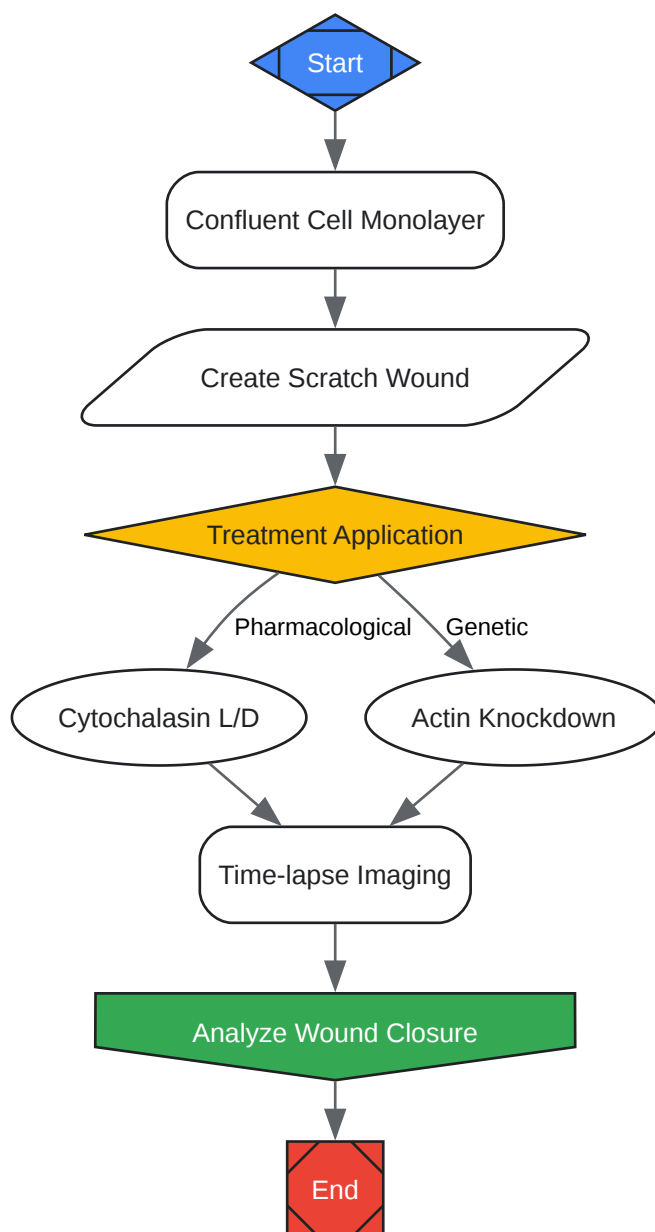 Start
Confluent Cell Monolayer
Create Scratch Wound
Treatment Application
Pharmacological
Genetic
Cytochalasin L/D
Actin Knockdown
Time-lapse Imaging
Analyze Wound Closure
End